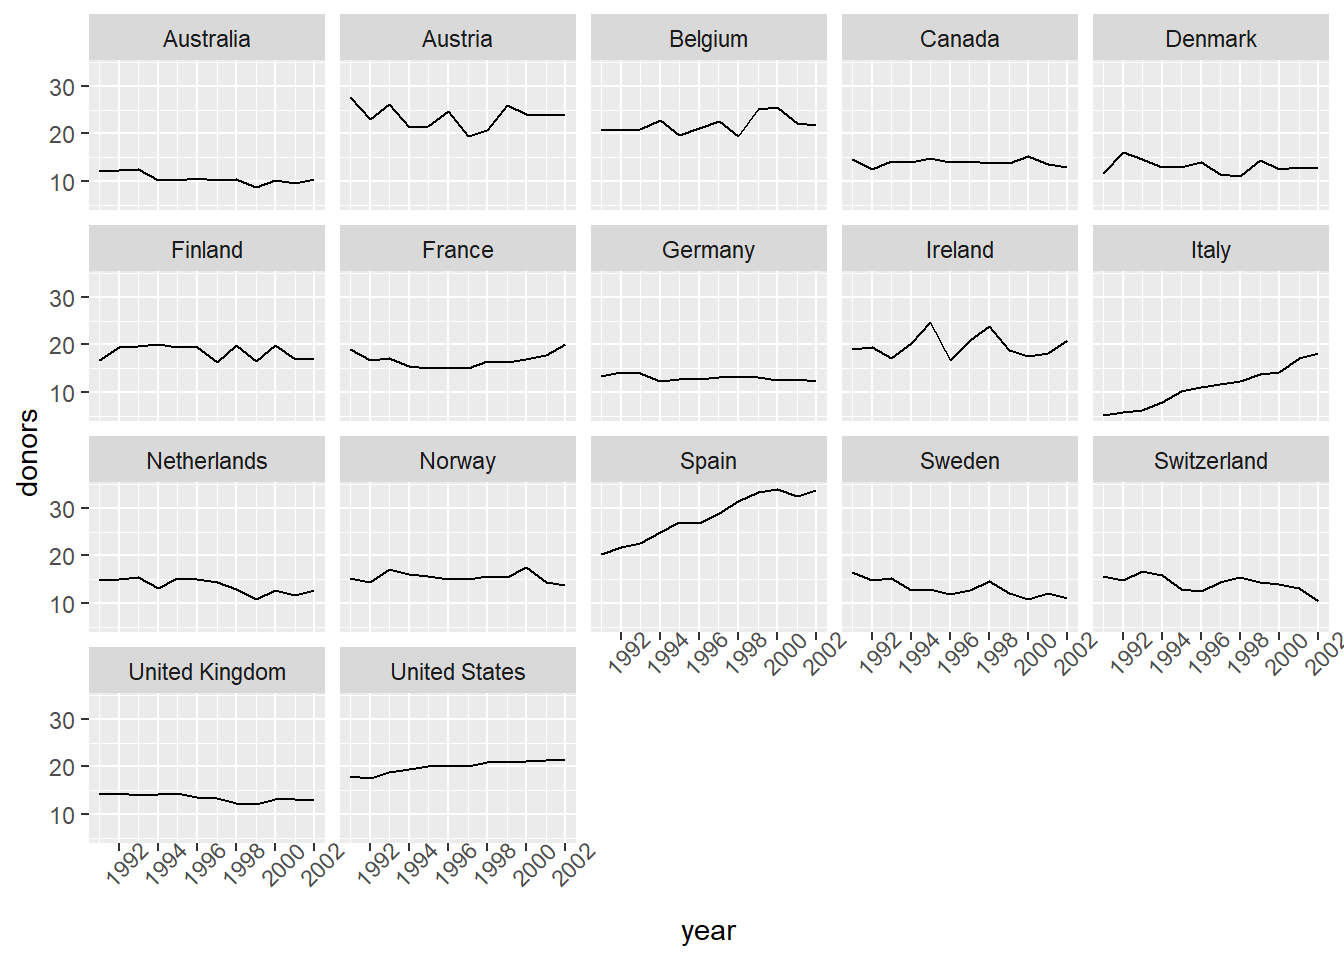 Australia Austria Belgium Canada Denmark
30
20
10
Finland France Germany Ireland Italy
30
20
10
donors
Netherlands Norway Spain Sweden Switzerland
30
20
10
1992 1994 1996 1998 2000 2002 1992 1994 1996 1998 2000 2002 1992 1994 1996 1998 2000 2002
United Kingdom United States
30
20
10
1992 1994 1996 1998 2000 2002 1992 1994 1996 1998 2000 2002
year